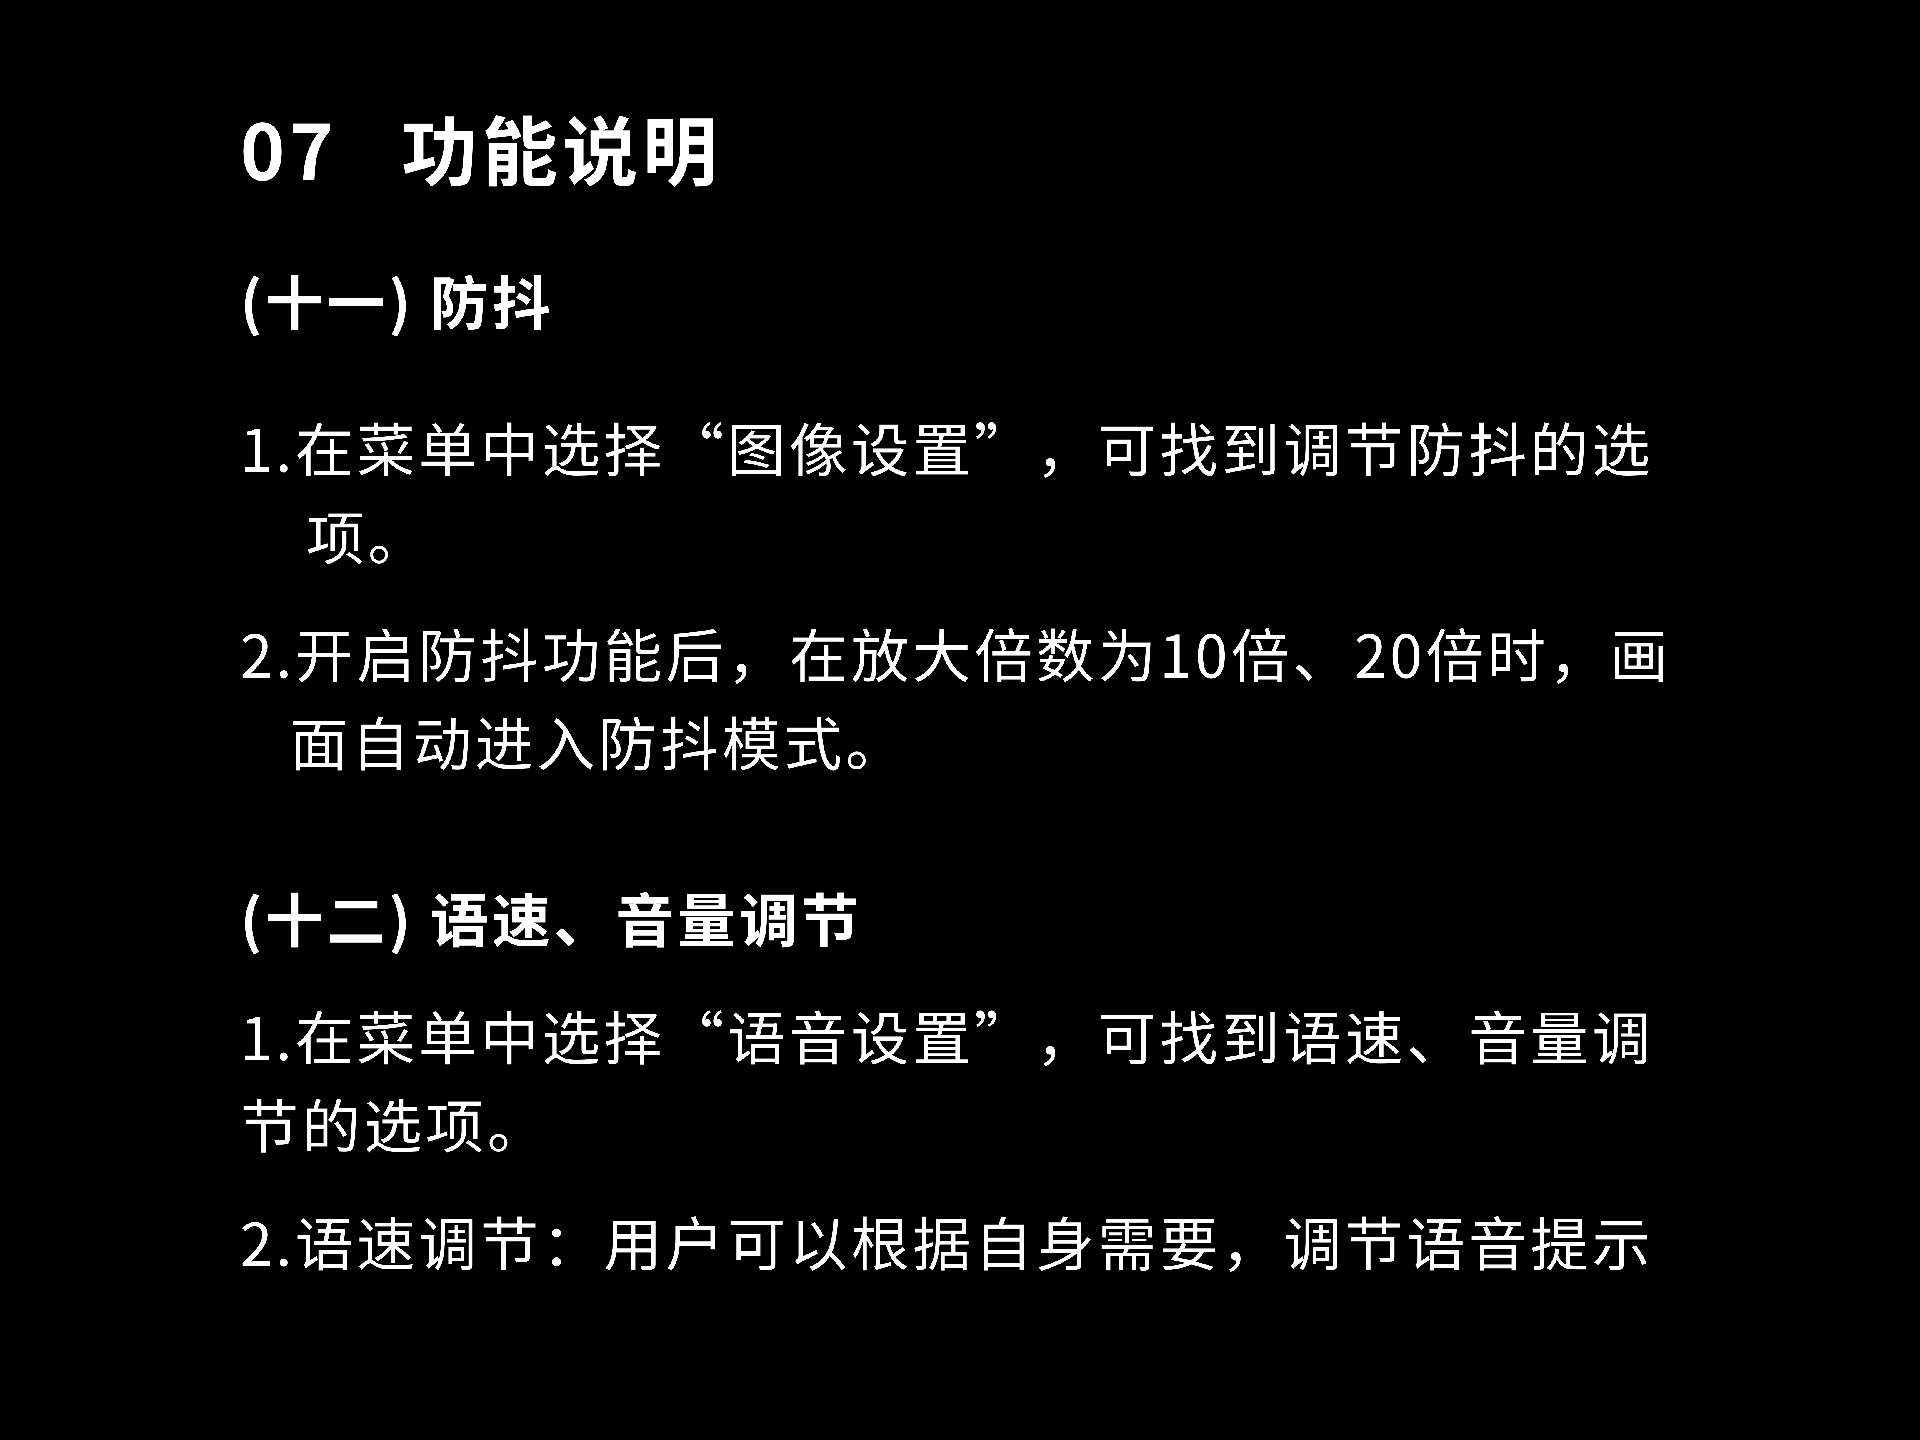 07 功能说明
(十一) 防抖
1.在菜单中选择“图像设置”，可找到调节防抖的选
项。
2.开启防抖功能后，在放大倍数为10倍、20倍时，画
面自动进入防抖模式。
(十二) 语速、音量调节
1.在菜单中选择“语音设置”，可找到语速、音量调
节的选项。
2.语速调节：用户可以根据自身需要，调节语音提示